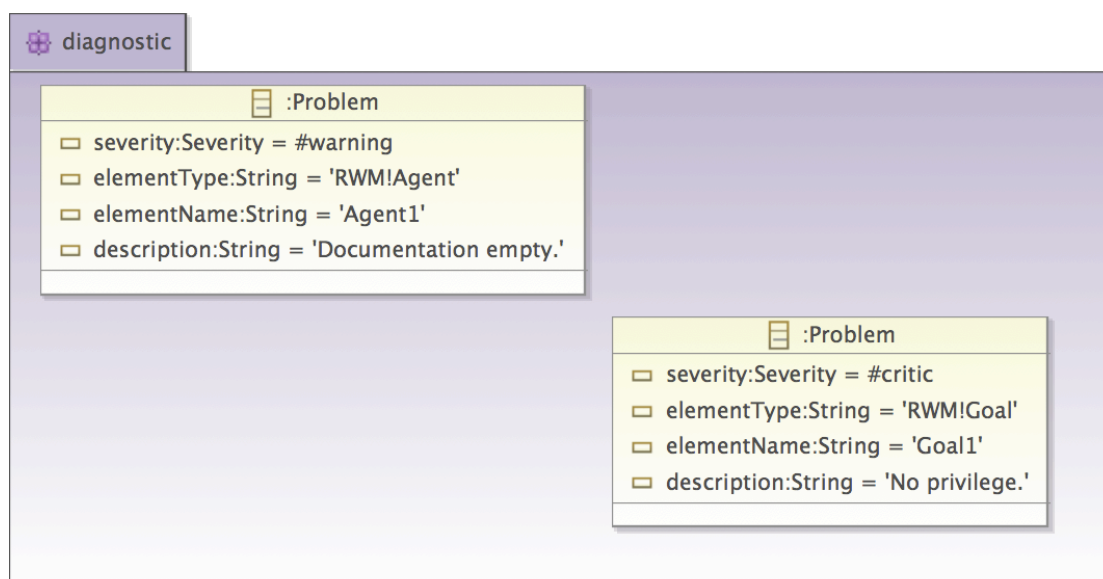 diagnostic
:Problem
severity:Severity = #warning
elementType:String = 'RWM!Agent'
elementName:String = 'Agent1'
description:String = 'Documentation empty.'
:Problem
severity:Severity = #critic
elementType:String = 'RWM!Goal'
elementName:String = 'Goal1'
description:String = 'No privilege.'